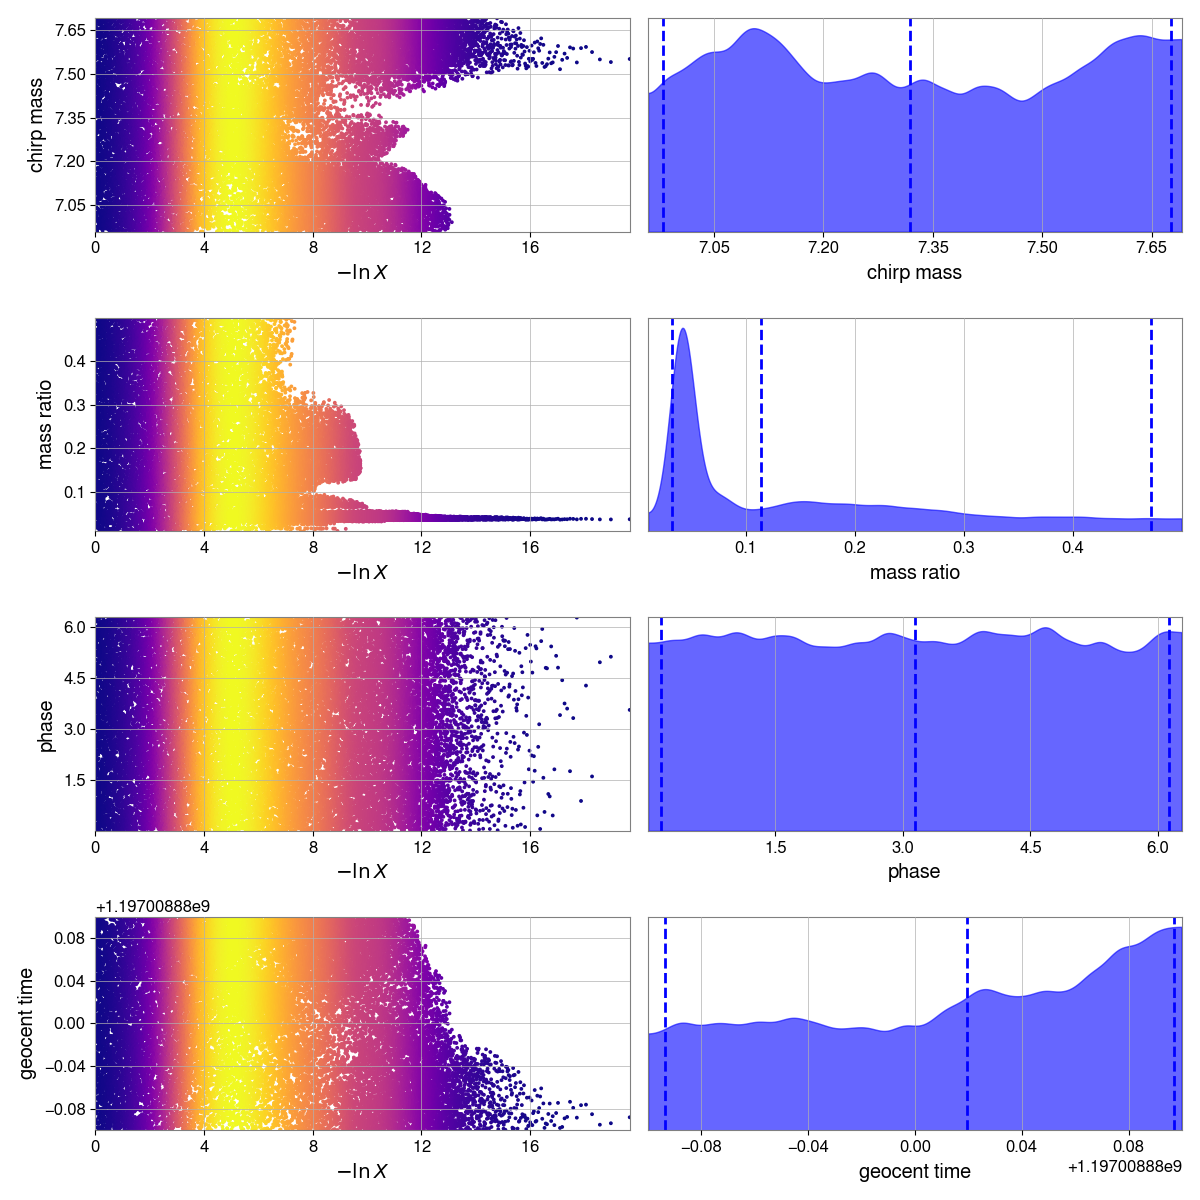 7.65
7.50
7.35
7.20
7.05
chirp mass
0 4 8 12 16
−ln X
7.05 7.20 7.35 7.50 7.65
chirp mass
0.4
0.3
0.2
0.1
mass ratio
0 4 8 12 16
−ln X
0.1 0.2 0.3 0.4
mass ratio
6.0
4.5
3.0
1.5
phase
0 4 8 12 16
−ln X
1.5 3.0 4.5 6.0
phase
+1.19700888e9
0.08
0.04
0.00
−0.04
−0.08
geocent time
0 4 8 12 16
−ln X
−0.08 −0.04 0.00 0.04 0.08
geocent time
+1.19700888e9